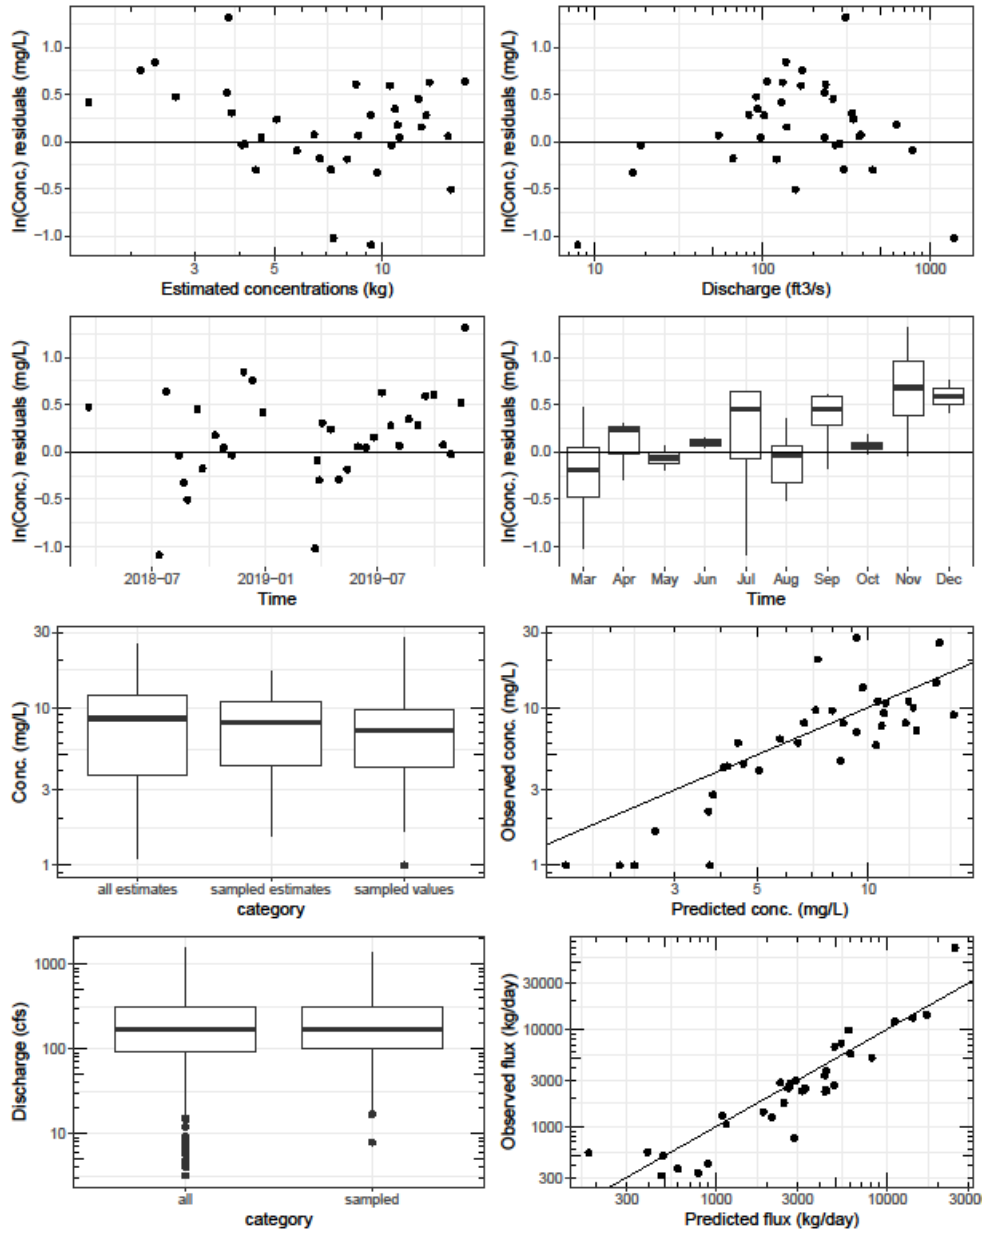 ln(Conc.) residuals (mg/L)
1.0
0.5
0.0
−0.5
−1.0
3
5
10
Estimated concentrations (kg)
ln(Conc.) residuals (mg/L)
1.0
0.5
0.0
−0.5
−1.0
10
100
1000
Discharge (ft3/s)
ln(Conc.) residuals (mg/L)
1.0
0.5
0.0
−0.5
−1.0
2018−07
2019−01
2019−07
Time
ln(Conc.) residuals (mg/L)
1.0
0.5
0.0
−0.5
−1.0
Mar Apr May Jun Jul Aug Sep Oct Nov Dec
Time
Conc. (mg/L)
30
10
3
1
all estimates
sampled estimates
sampled values
category
Observed conc. (mg/L)
30
10
3
1
3
5
10
Predicted conc. (mg/L)
Discharge (cfs)
1000
100
10
all
sampled
category
Observed flux (kg/day)
30000
10000
3000
1000
300
300
1000
3000
10000
30000
Predicted flux (kg/day)